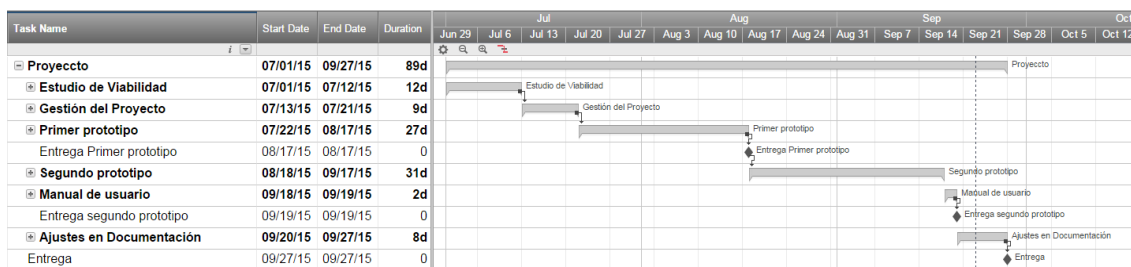 Task Name Start Date End Date Duration Jul Aug Sep Oct
Jun 29 Jul 6 Jul 13 Jul 20 Jul 27 Aug 3 Aug 10 Aug 17 Aug 24 Aug 31 Sep 7 Sep 14 Sep 21 Sep 28 Oct 5 Oct 12
i
Proyeccto 07/01/15 09/27/15 89d Proyeccto
Estudio de Viabilidad 07/01/15 07/12/15 12d Estudio de Viabilidad
Gestión del Proyecto 07/13/15 07/21/15 9d Gestión del Proyecto
Primer prototipo 07/22/15 08/17/15 27d Primer prototipo
Entrega Primer prototipo 08/17/15 08/17/15 0 Entrega Primer prototipo
Segundo prototipo 08/18/15 09/17/15 31d Segundo prototipo
Manual de usuario 09/18/15 09/19/15 2d Manual de usuario
Entrega segundo prototipo 09/19/15 09/19/15 0 Entrega segundo prototipo
Ajustes en Documentación 09/20/15 09/27/15 8d Ajustes en Documentación
Entrega 09/27/15 09/27/15 0 Entrega